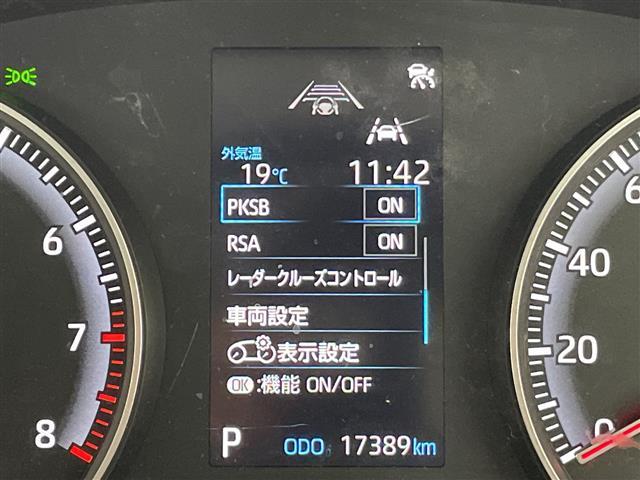 外気温
19℃ 11:42
PKSB ON
RSA ON
レーダークルーズコントロール
車両設定
表示設定
OK:機能 ON/OFF
P ODO 17389km
6
7
8
6
40
20
0